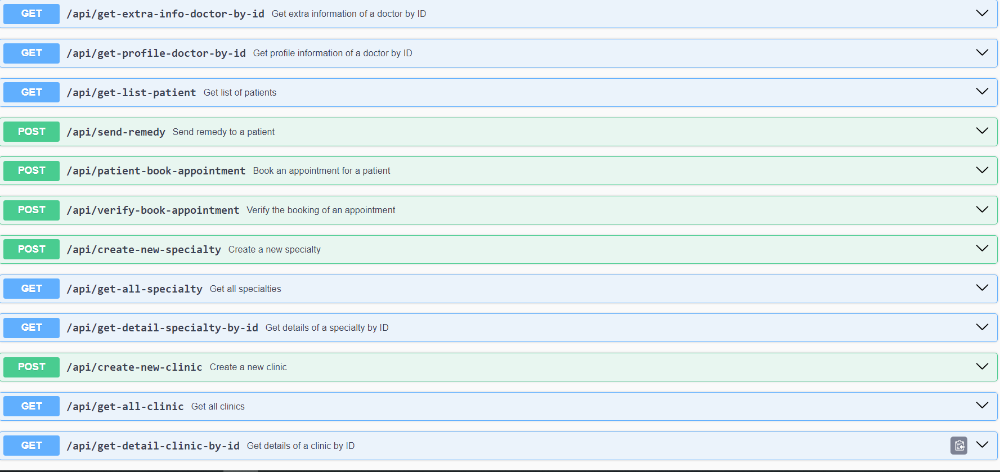 GET /api/get-extra-info-doctor-by-id Get extra information of a doctor by ID
GET /api/get-profile-doctor-by-id Get profile information of a doctor by ID
GET /api/get-list-patient Get list of patients
POST /api/send-remedy Send remedy to a patient
POST /api/patient-book-appointment Book an appointment for a patient
POST /api/verify-book-appointment Verify the booking of an appointment
POST /api/create-new-specialty Create a new specialty
GET /api/get-all-specialty Get all specialties
GET /api/get-detail-specialty-by-id Get details of a specialty by ID
POST /api/create-new-clinic Create a new clinic
GET /api/get-all-clinic Get all clinics
GET /api/get-detail-clinic-by-id Get details of a clinic by ID